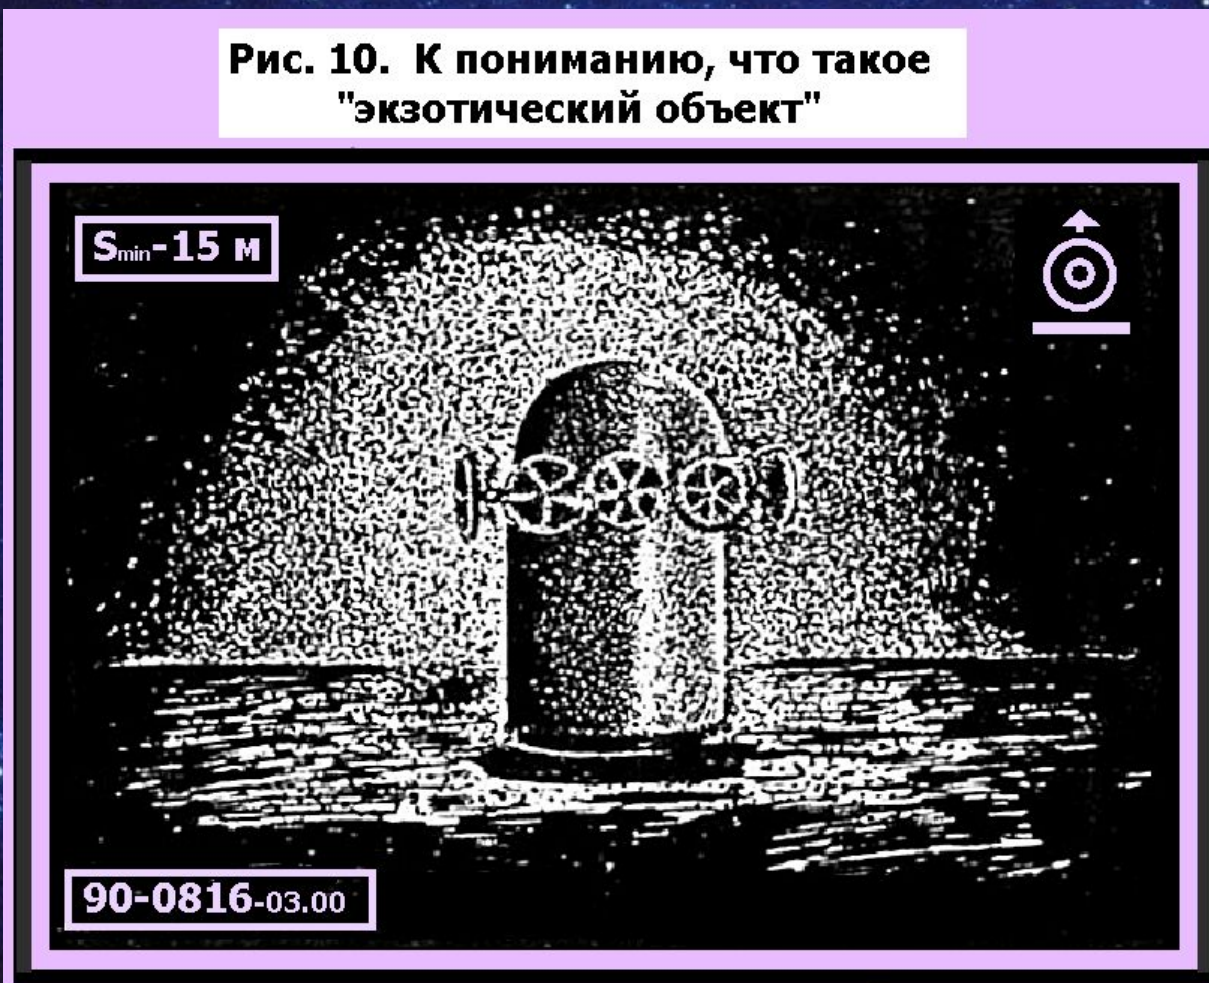 Рис. 10. К пониманию, что такое
"экзотический объект"
Smin-15 м
90-0816-03.00